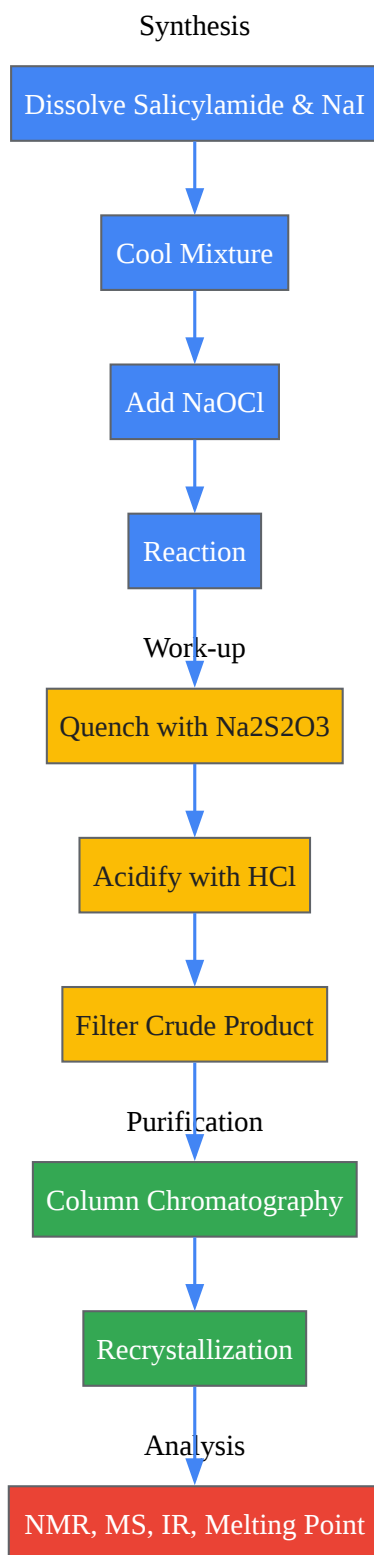 Synthesis
Dissolve Salicylamide & NaI
Cool Mixture
Add NaOCl
Reaction
Work-up
Quench with Na2S2O3
Acidify with HCl
Filter Crude Product
Purification
Column Chromatography
Recrystallization
Analysis
NMR, MS, IR, Melting Point